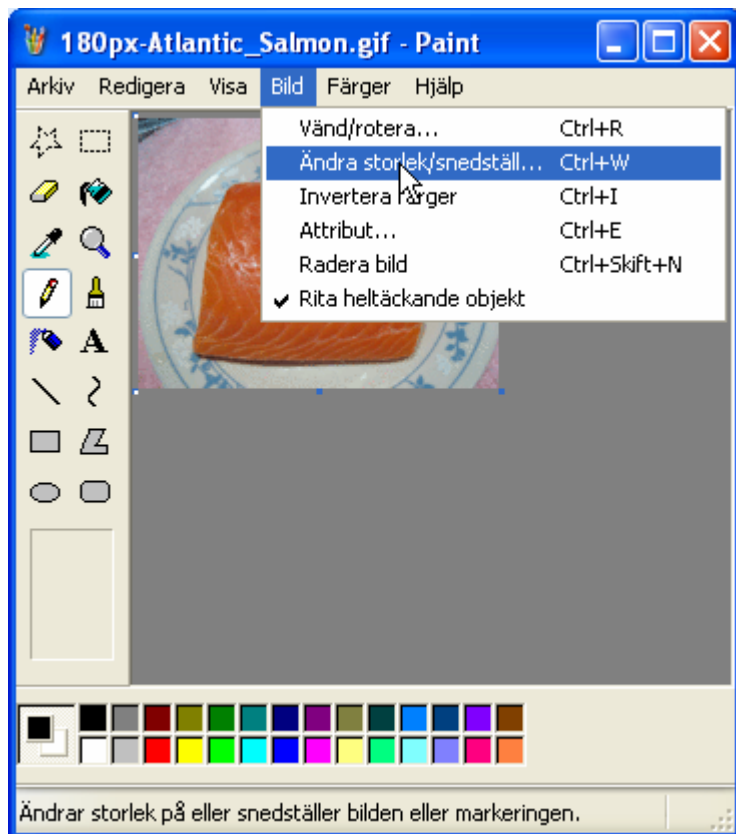 180px-Atlantic_Salmon.gif - Paint
Arkiv Redigera Visa Bild Färger Hjälp
Vänd/rotera... Ctrl+R
Ändra storlek/snedställ... Ctrl+W
Invertera färger Ctrl+I
Attribut... Ctrl+E
Radera bild Ctrl+Skift+N
Rita heltäckande objekt
A
Ändrar storlek på eller snedställer bilden eller markeringen.